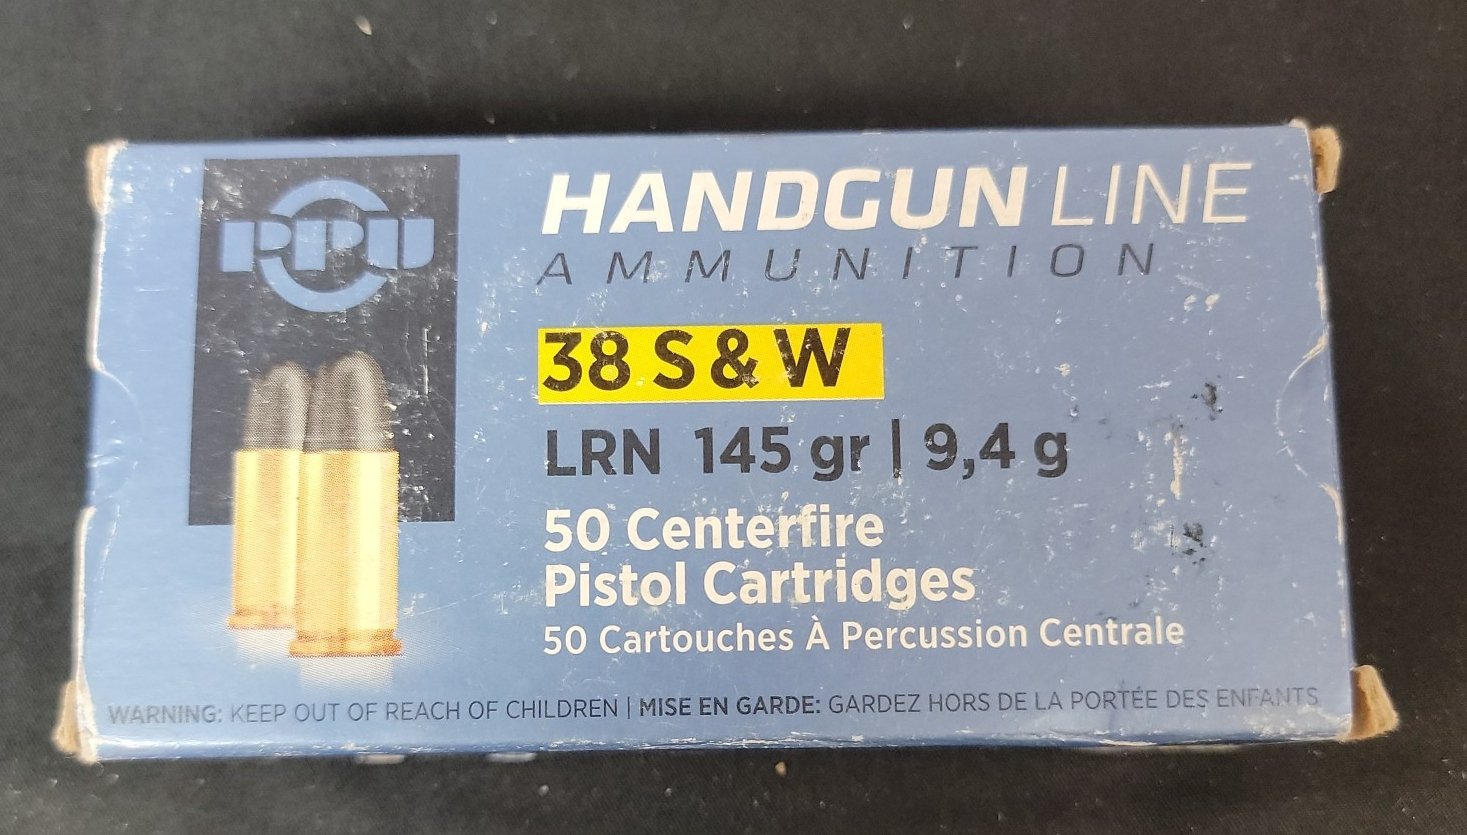 PPU
HANDGUN LINE
AMMUNITION
38 S & W
LRN 145 gr | 9,4 g
50 Centerfire
Pistol Cartridges
50 Cartouches À Percussion Centrale
WARNING: KEEP OUT OF REACH OF CHILDREN | MISE EN GARDE: GARDEZ HORS DE LA PORTÉE DES ENFANTS